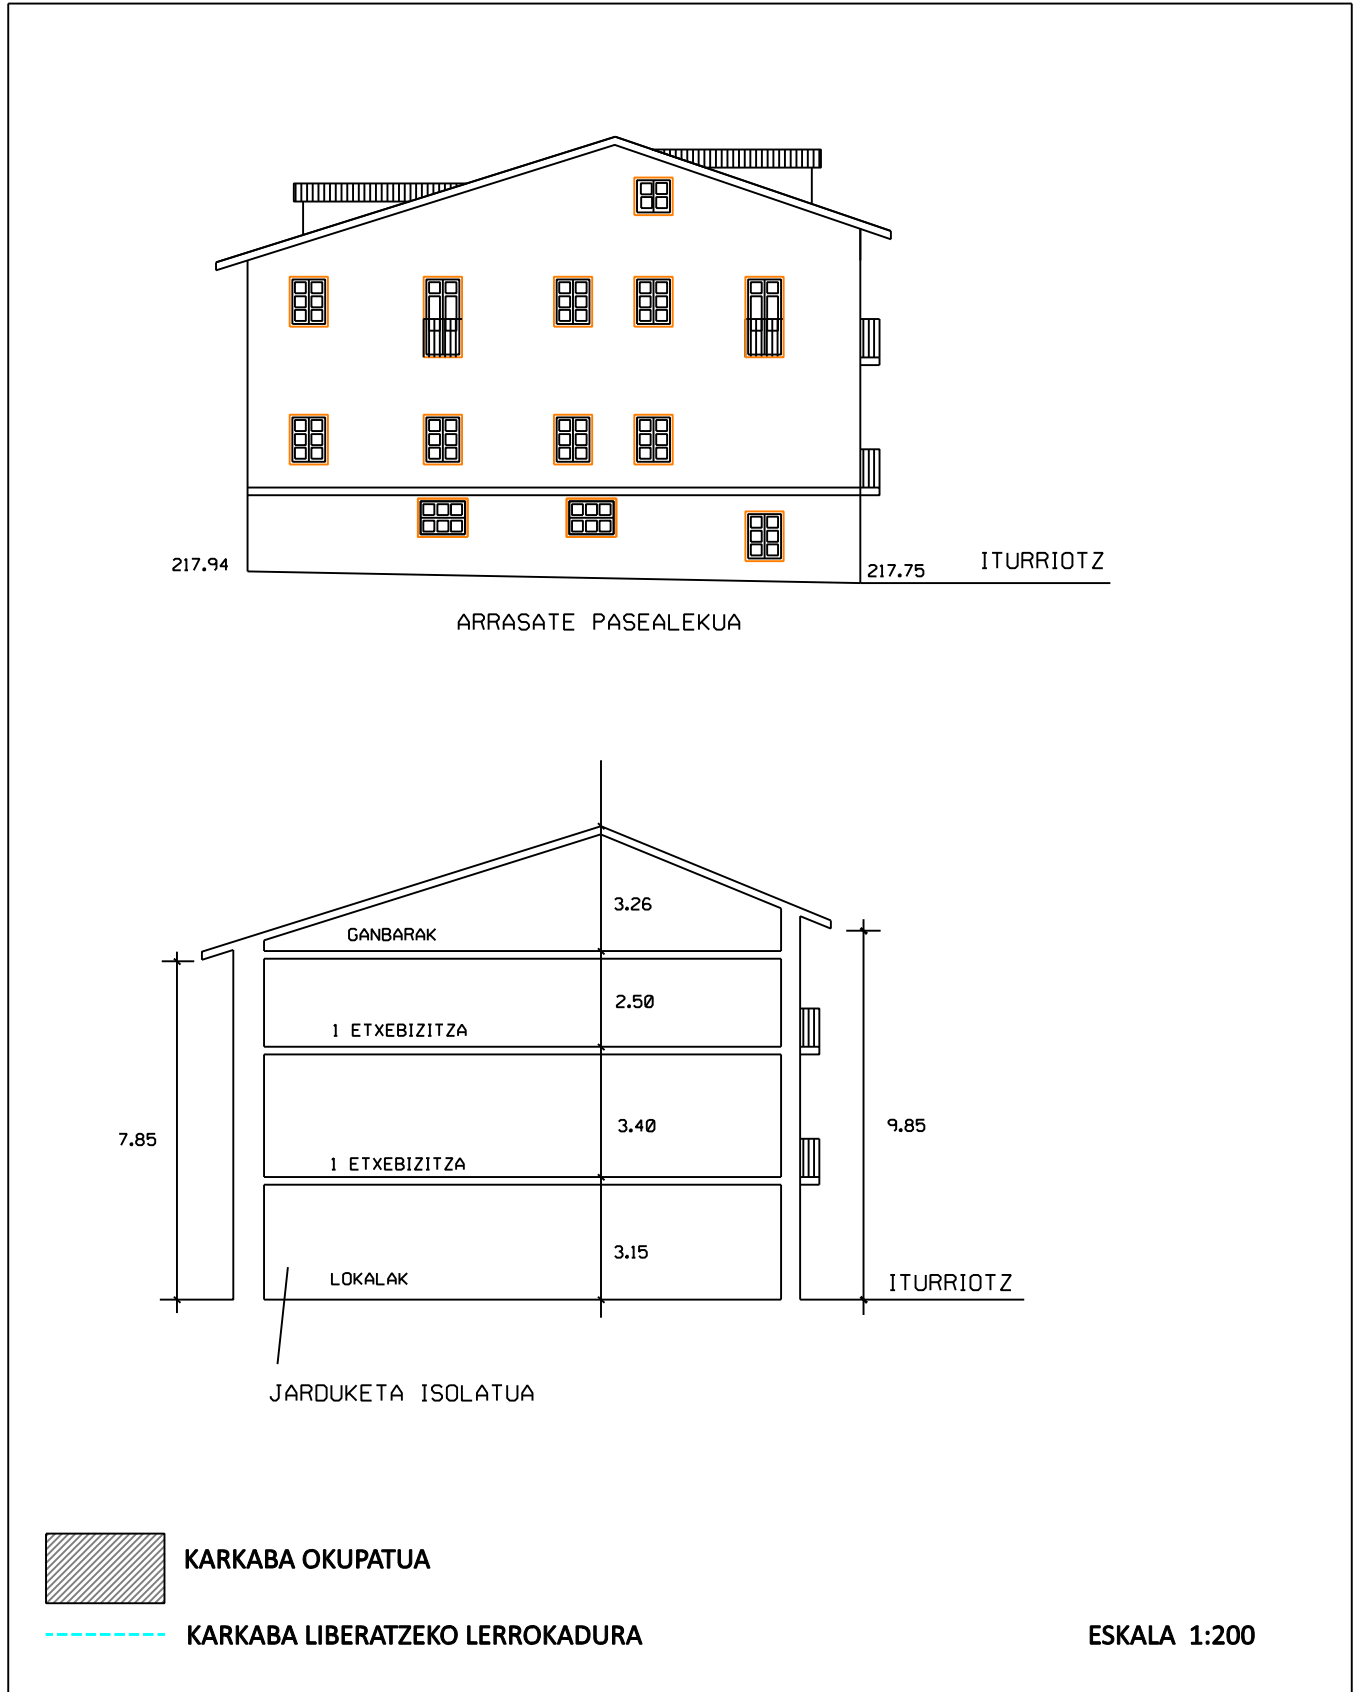 217.94
217.75
ITURRIOTZ
ARRASATE PASEALEKUA
3.26
GANBARAK
2.50
1 ETXEBIZITZA
3.40
9.85
7.85
1 ETXEBIZITZA
3.15
LOKALAK
ITURRIOTZ
JARDUKETA ISOLATUA
KARKABA OKUPATUA
KARKABA LIBERATZEKO LERROKADURA
ESKALA 1:200